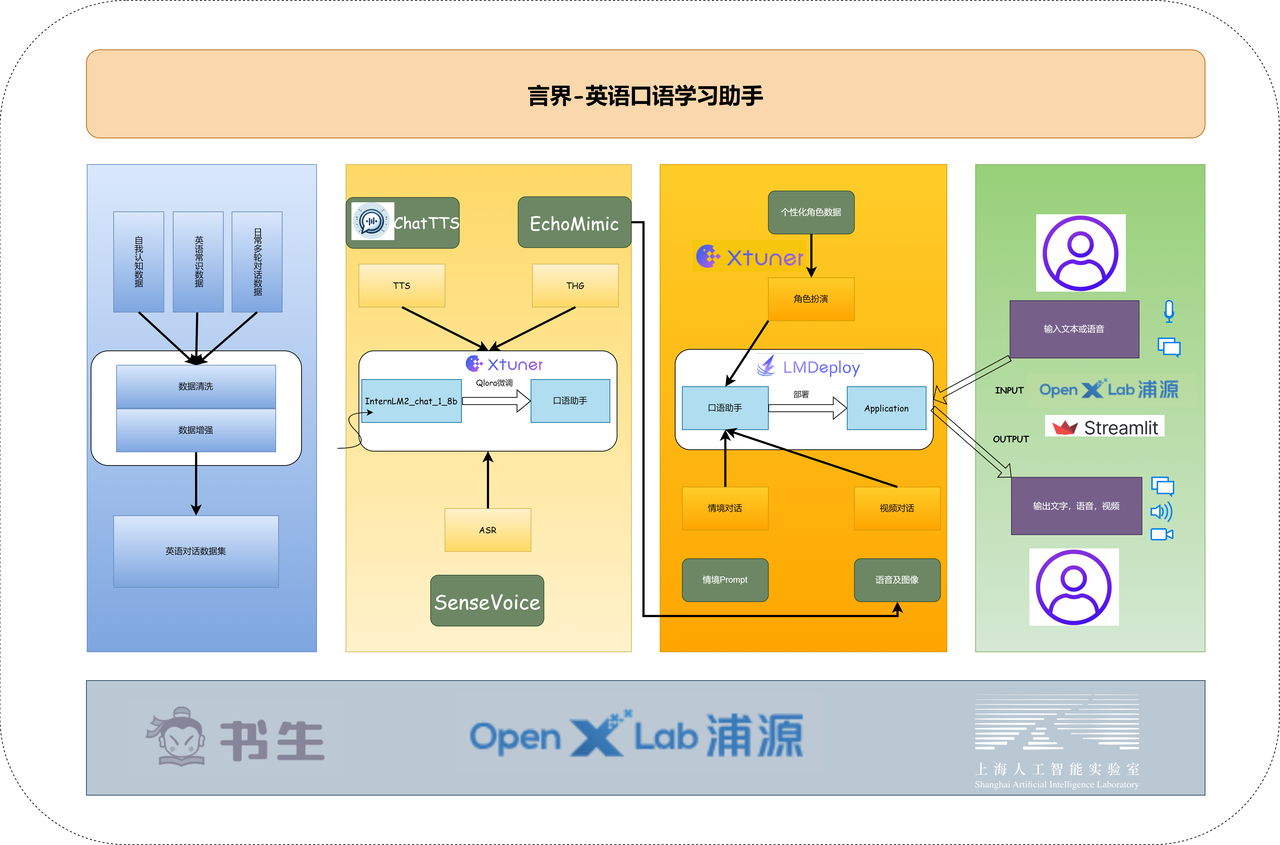 言界-英语口语学习助手
自我认知数据
英语常识数据
日常多轮对话数据
数据清洗
数据增强
英语对话数据集
ChatTTS
EchoMimic
TTS
THG
Xtuner
InternLM2_chat_1_8b
Qlora微调
口语助手
ASR
SenseVoice
个性化角色数据
Xtuner
角色扮演
LMDeploy
口语助手
部署
Application
情境对话
视频对话
情境Prompt
语音及图像
输入文本或语音
INPUT
OpenXLab浦源
Streamlit
OUTPUT
输出文字，语音，视频
书生
OpenXLab浦源
上海人工智能实验室
Shanghai Artificial Intelligence Laboratory